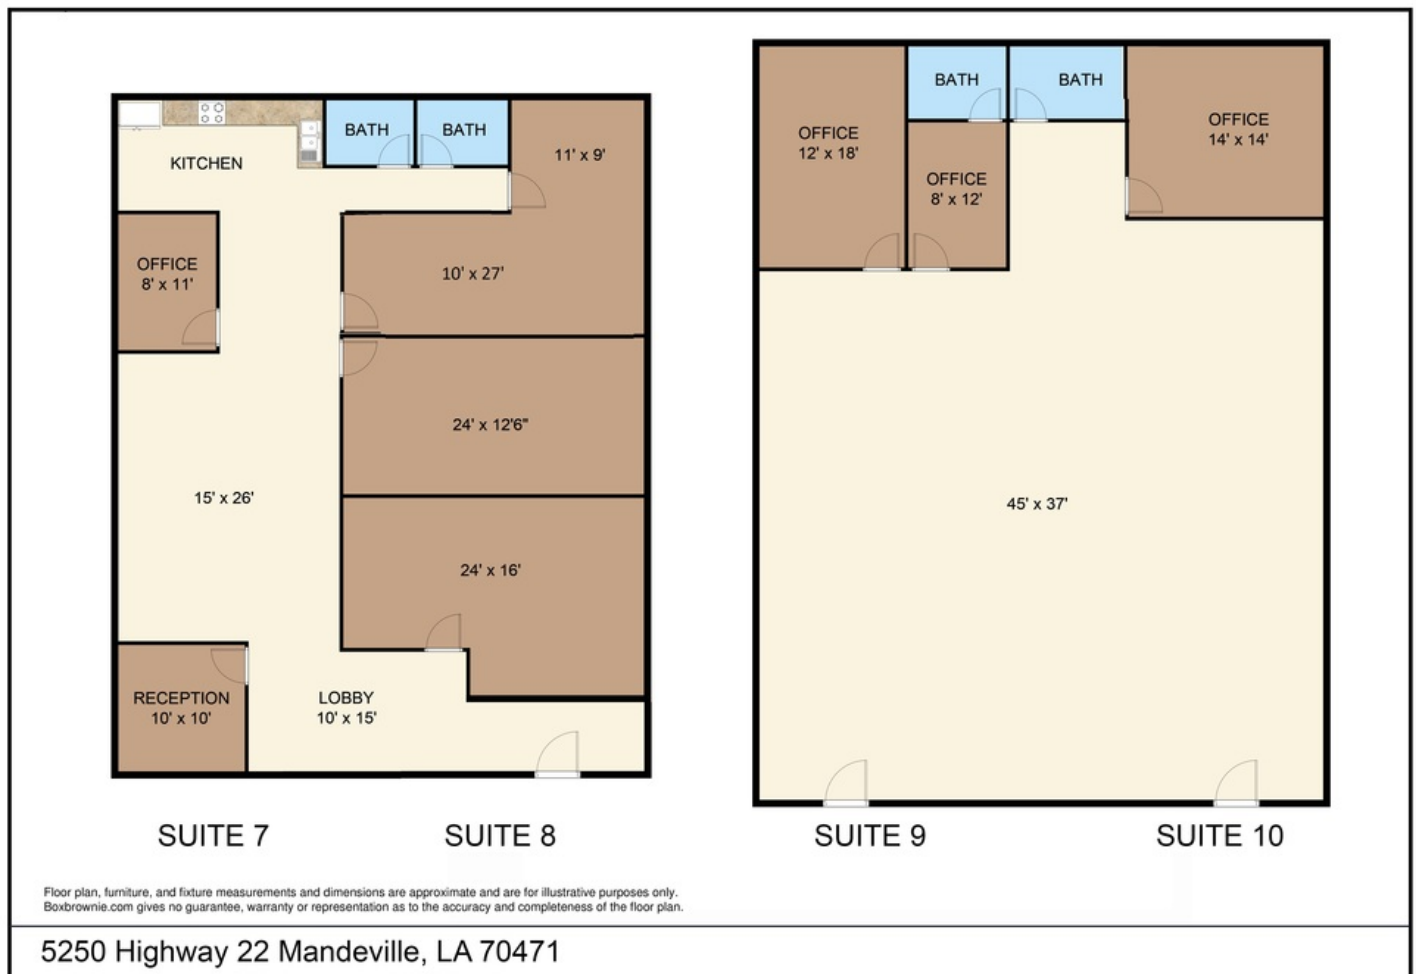 KITCHEN
BATH
BATH
11' x 9'
OFFICE
8' x 11'
10' x 27'
24' x 12'6"
15' x 26'
24' x 16'
RECEPTION
10' x 10'
LOBBY
10' x 15'
SUITE 7
SUITE 8
OFFICE
12' x 18'
BATH
BATH
OFFICE
8' x 12'
OFFICE
14' x 14'
45' x 37'
SUITE 9
SUITE 10
Floor plan, furniture, and fixture measurements and dimensions are approximate and are for illustrative purposes only.
Boxbrownie.com gives no guarantee, warranty or representation as to the accuracy and completeness of the floor plan.
5250 Highway 22 Mandeville, LA 70471